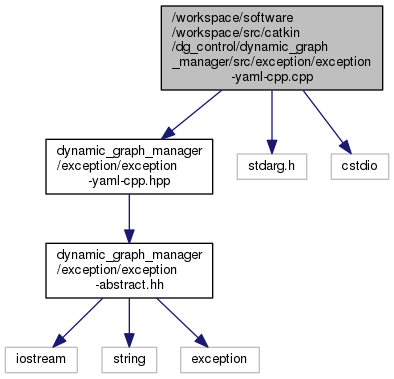 /workspace/software
/workspace/src/catkin
/dg_control/dynamic_graph
_manager/src/exception/exception
-yaml-cpp.cpp
dynamic_graph_manager
/exception/exception
-yaml-cpp.hpp
stdarg.h
cstdio
dynamic_graph_manager
/exception/exception
-abstract.hh
iostream
string
exception